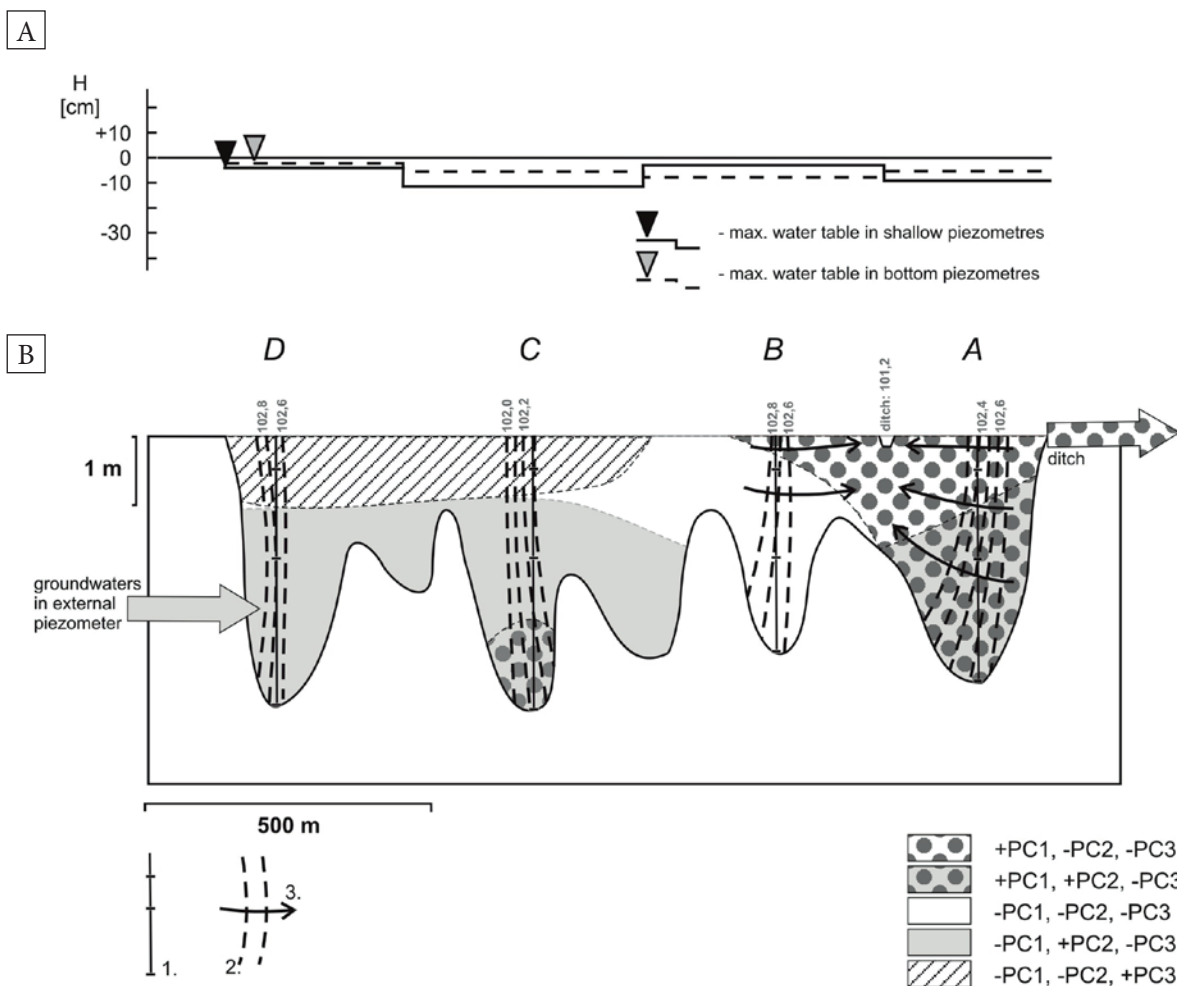 A
H
[cm]
+10
0
-10
-30
- max. water table in shallow piezometres
- max. water table in bottom piezometres
B
D C B A
102,8 102,6 102,0 102,2 102,8 102,6 ditch: 101,2 102,4 102,6
1 m
ditch
groundwaters
in external
piezometer
500 m
1. 2. 3.
+PC1, -PC2, -PC3
+PC1, +PC2, -PC3
-PC1, -PC2, -PC3
-PC1, +PC2, -PC3
-PC1, -PC2, +PC3